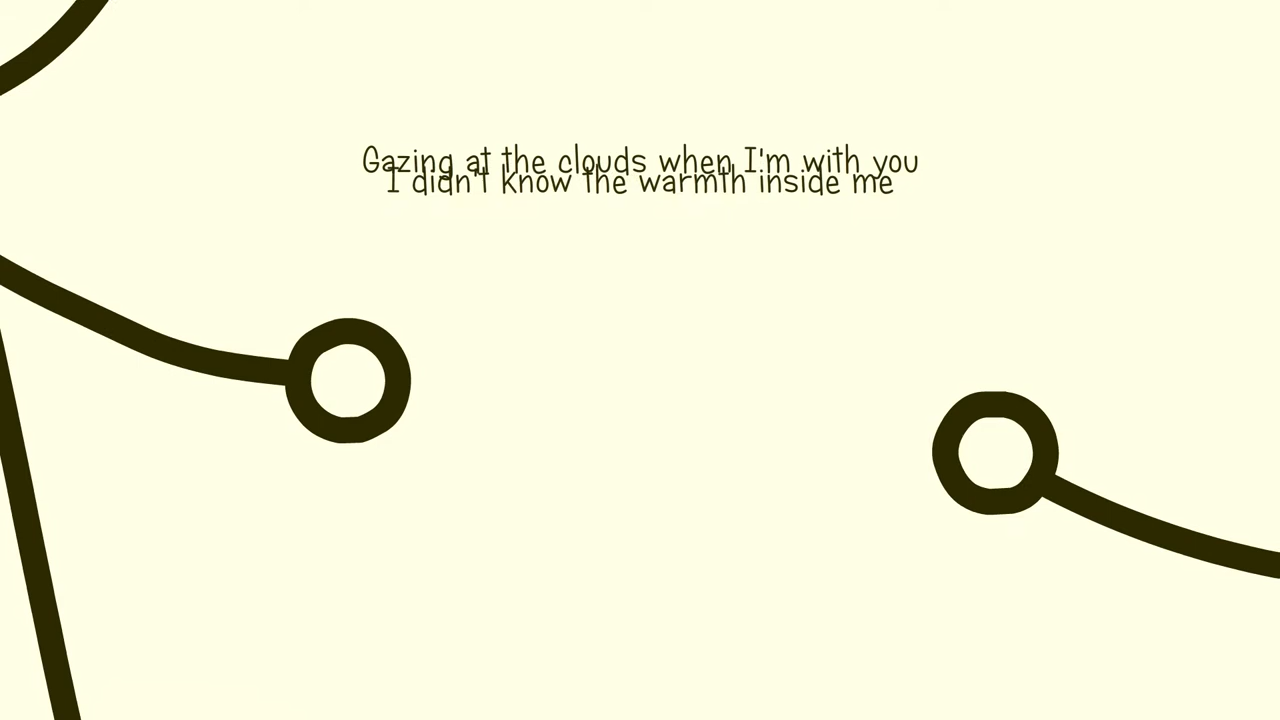 Gazing at the clouds when I'm with you
I didn't know the warmth inside me